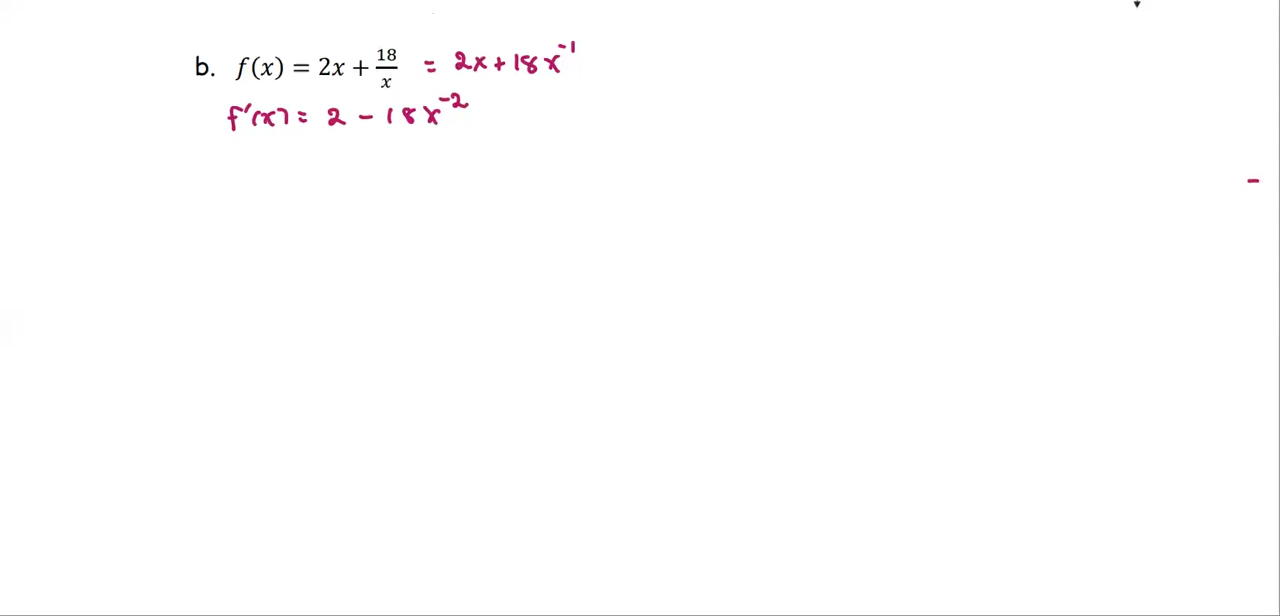 b. f(x) = 2x + 18/x = 2x + 18x⁻¹
f'(x) = 2 - 18x⁻²
-